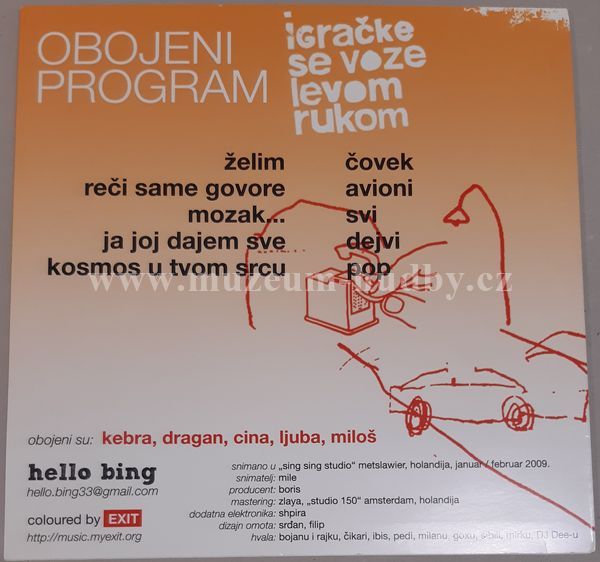 OBOJENI
PROGRAM
igračke
se voze
levom
rukom
želim
reči same govore
mozak...
ja joj dajem sve
kosmos u tvom srcu
čovek
avioni
svi
dejvi
pop
www.muzeum-hudby.cz
obojeni su: kebra, dragan, cina, ljuba, miloš
hello bing
hello.bing33@gmail.com
coloured by EXIT
http://music.myexit.org
snimano u „sing sing studio“ metslawier, holandija, januar / februar 2009.
snimatelj: mile
producent: boris
mastering: zlaya, „studio 150“ amsterdam, holandija
dodatna elektronika: shpira
dizajn omota: srđan, filip
hvala: bojanu i rajku, čikari, ibis, pedi, milanu, goxu, mirku, DJ Dee-u